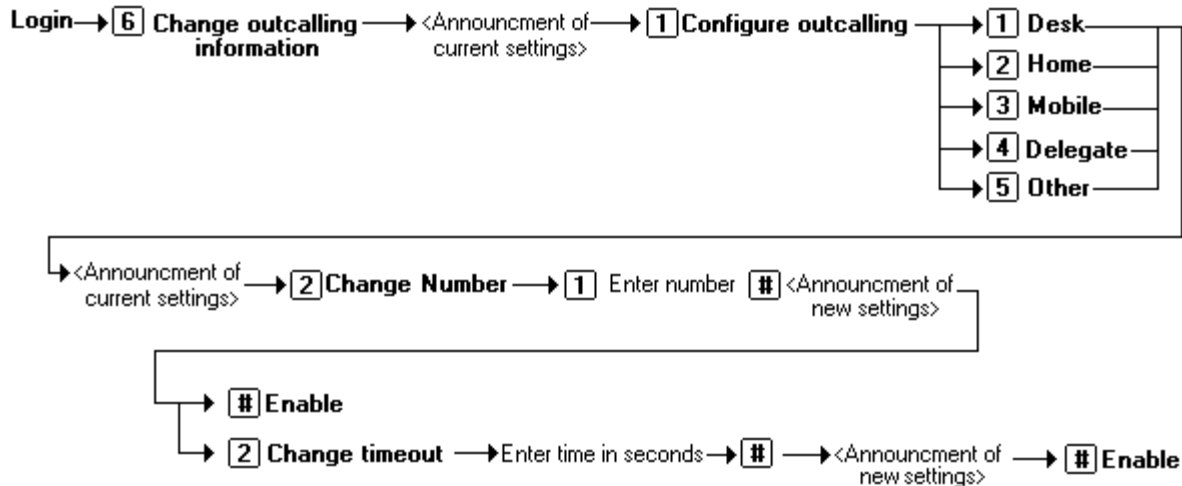 Login 6 Change outcalling <Announcment of 1 Configure outcalling 1 Desk
information current settings>
2 Home
3 Mobile
4 Delegate
5 Other
<Announcment of 2 Change Number 1 Enter number # <Announcment of
current settings> new settings>
# Enable
2 Change timeout Enter time in seconds # <Announcment of # Enable
new settings>